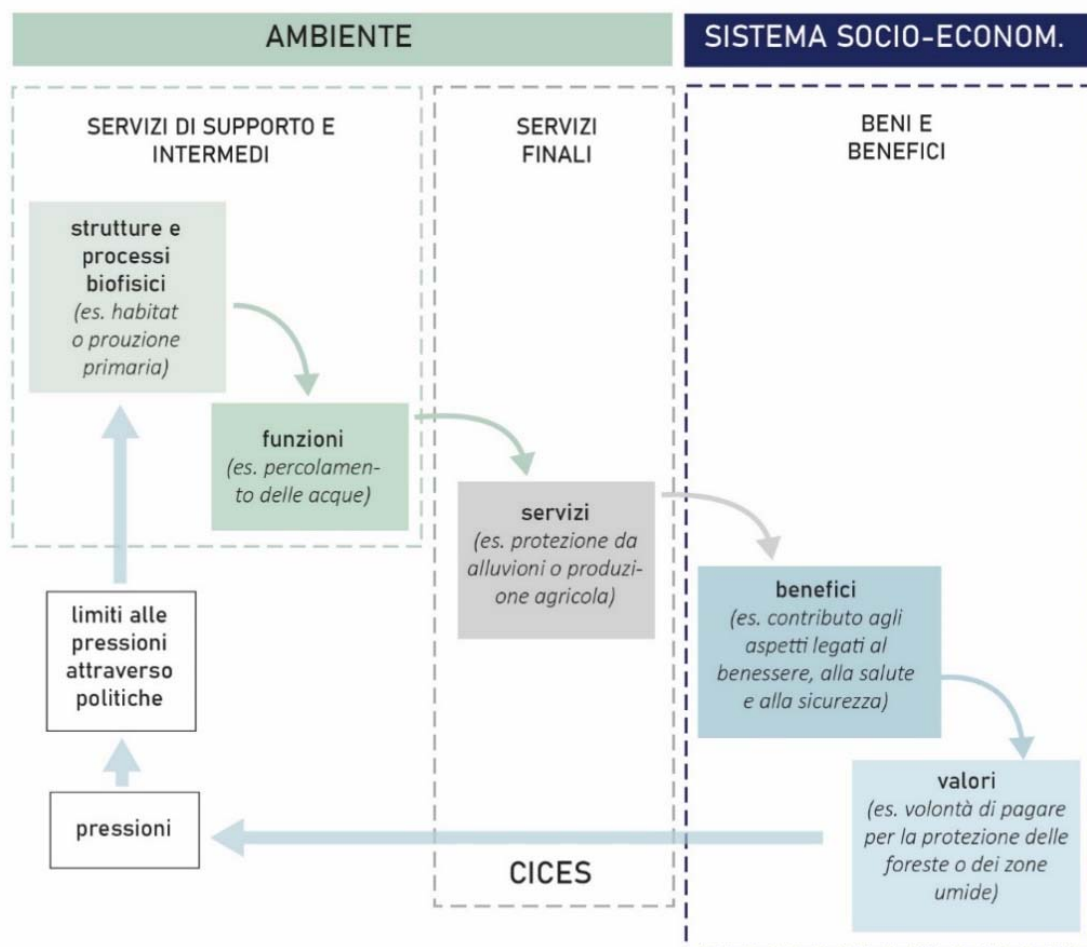 AMBIENTE
SISTEMA SOCIO-ECONOM.
SERVIZI DI SUPPORTO E
INTERMEDI
SERVIZI
FINALI
BENI E
BENEFICI
strutture e
processi
biofisici
(es. habitat
o prouzione
primaria)
funzioni
(es. percolamen-
to delle acque)
servizi
(es. protezione da
alluvioni o produzi-
one agricola)
benefici
(es. contributo agli
aspetti legati al
benessere, alla salute
e alla sicurezza)
valori
(es. volontà di pagare
per la protezione delle
foreste o dei zone
umide)
limiti alle
pressioni
attraverso
politiche
pressioni
CICES